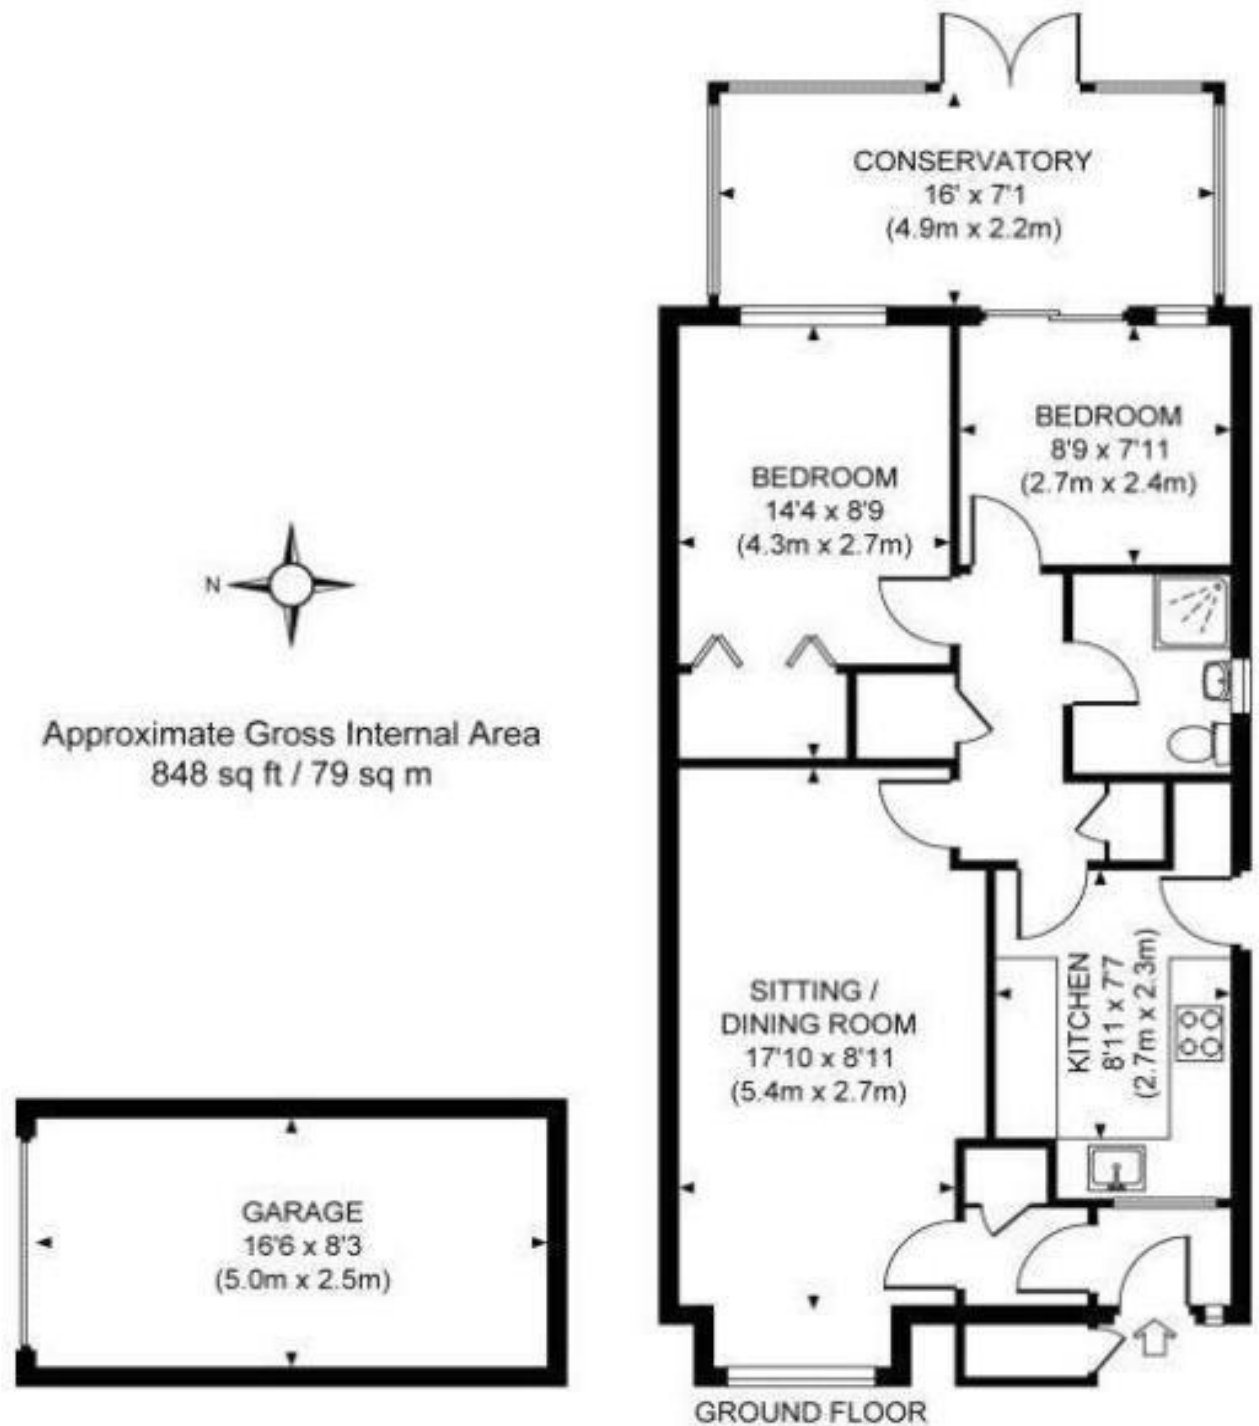 CONSERVATORY
16' x 7'1
(4.9m x 2.2m)
BEDROOM
8'9 x 7'11
(2.7m x 2.4m)
BEDROOM
14'4 x 8'9
(4.3m x 2.7m)
N
Approximate Gross Internal Area
848 sq ft / 79 sq m
SITTING /
DINING ROOM
17'10 x 8'11
(5.4m x 2.7m)
KITCHEN
8'11 x 7'7
(2.7m x 2.3m)
GARAGE
16'6 x 8'3
(5.0m x 2.5m)
GROUND FLOOR